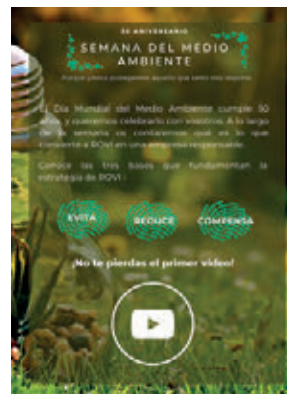 50 ANIVERSARIO
SEMANA DEL MEDIO
AMBIENTE
Porque juntos protegemos aquello que tanto nos importa
El Día Mundial del Medio Ambiente cumple 50
años, y queremos celebrarlo con vosotros. A lo largo
de la semana os contaremos qué es lo que
convierte a ROVI en una empresa responsable.
Conoce las tres bases que fundamentan la
estrategia de ROVI:
EVITA
REDUCE
COMPENSA
¡No te pierdas el primer vídeo!